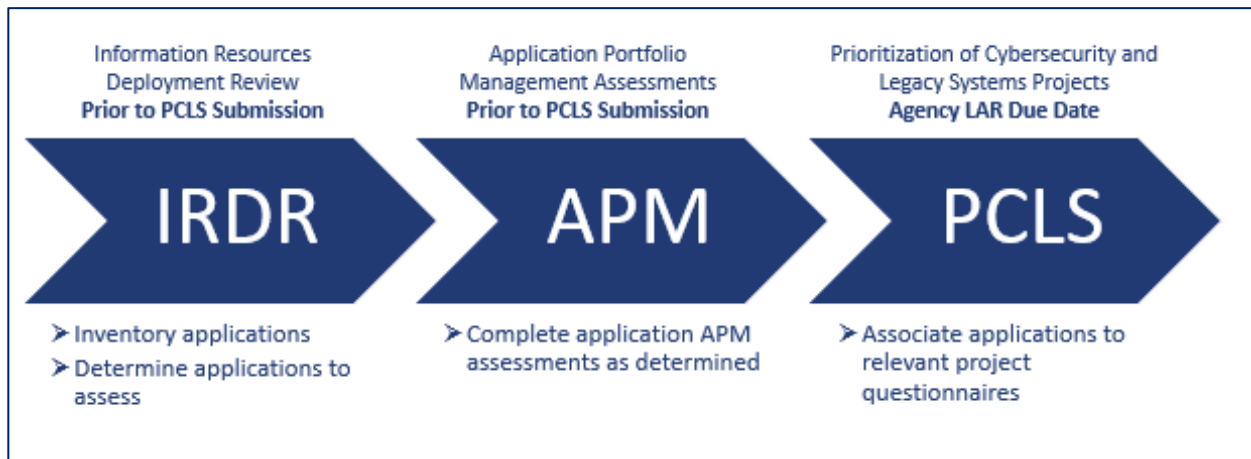 Information Resources
Deployment Review
Prior to PCLS Submission
IRDR
➢ Inventory applications
➢ Determine applications to
assess
Application Portfolio
Management Assessments
Prior to PCLS Submission
APM
➢ Complete application APM
assessments as determined
Prioritization of Cybersecurity and
Legacy Systems Projects
Agency LAR Due Date
PCLS
➢ Associate applications to
relevant project
questionnaires